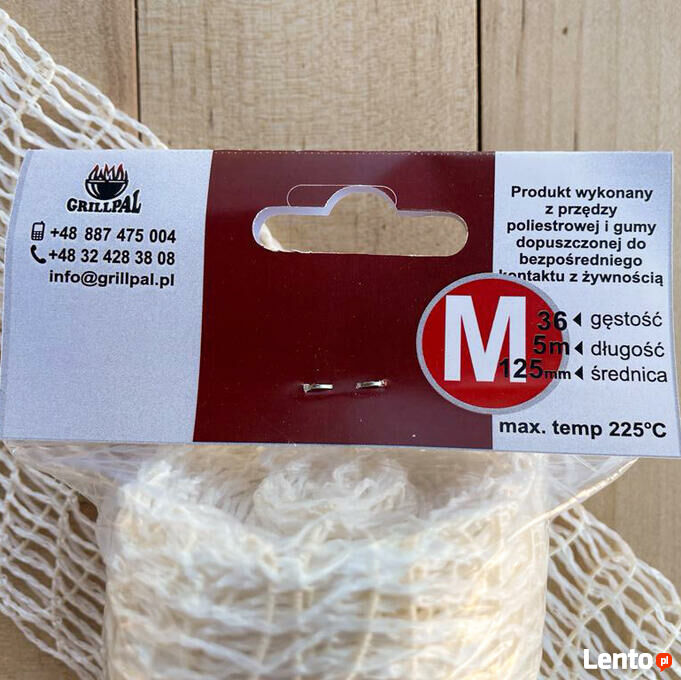 GRILLPAL
+48 887 475 004
+48 32 428 38 08
info@grillpal.pl
Produkt wykonany
z przędzy
poliestrowej i gumy
dopuszczonej do
bezpośredniego
kontaktu z żywnością
M
36 gęstość
5m długość
125mm średnica
max. temp 225°C
Lento.pl